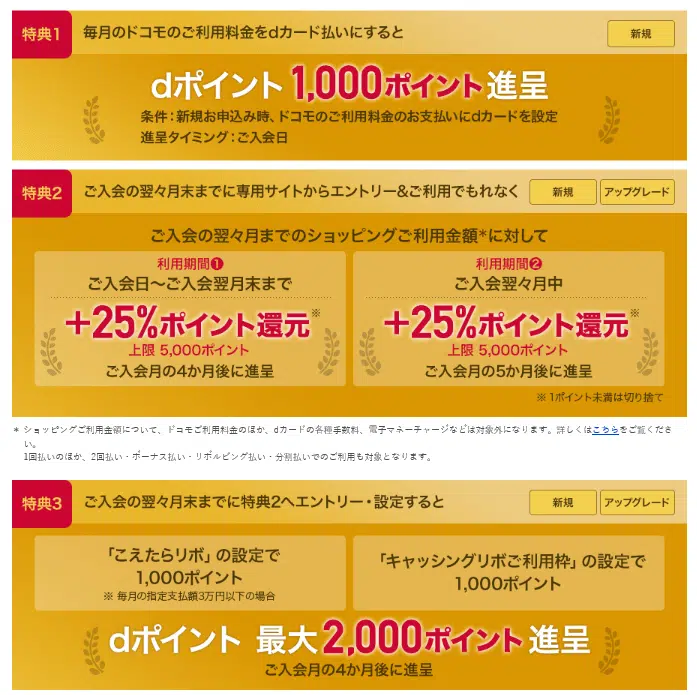 特典1
毎月のドコモのご利用料金をdカード払いにすると
新規
dポイント 1,000ポイント進呈
条件：新規お申込み時、ドコモのご利用料金のお支払いにdカードを設定
進呈タイミング：ご入会日
特典2
ご入会の翌々月末までに専用サイトからエントリー&ご利用でもれなく
新規
アップグレード
ご入会の翌々月までのショッピングご利用金額*に対して
利用期間❶
ご入会日〜ご入会翌月末まで
+25%ポイント還元※
上限 5,000ポイント
ご入会月の4か月後に進呈
利用期間❷
ご入会翌々月中
+25%ポイント還元※
上限 5,000ポイント
ご入会月の5か月後に進呈
※ 1ポイント未満は切り捨て
* ショッピングご利用金額について、ドコモご利用料金のほか、dカードの各種手数料、電子マネーチャージなどは対象外になります。詳しくはこちらをご覧くださ
い。
1回払いのほか、2回払い・ボーナス払い・リボルビング払い・分割払いでのご利用も対象となります。
特典3
ご入会の翌々月末までに特典2へエントリー・設定すると
新規
アップグレード
「こえたらリボ」の設定で
1,000ポイント
※ 毎月の指定支払額3万円以下の場合
「キャッシングリボご利用枠」の設定で
1,000ポイント
dポイント 最大2,000ポイント進呈
ご入会月の4か月後に進呈